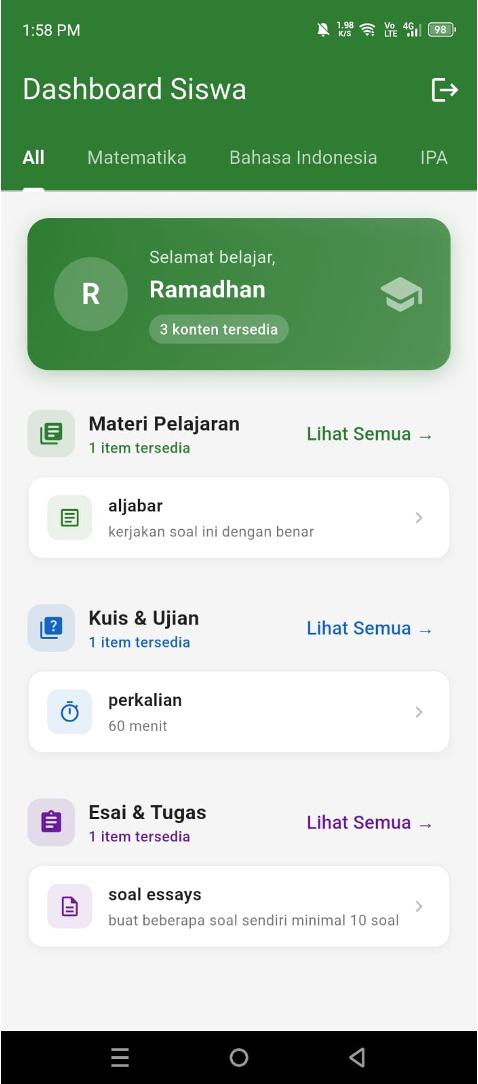 1:58 PM
1.98 K/S
Vo LTE
4G
98
Dashboard Siswa
All Matematika Bahasa Indonesia IPA
R
Selamat belajar,
Ramadhan
3 konten tersedia
Materi Pelajaran
1 item tersedia
Lihat Semua →
aljabar
kerjakan soal ini dengan benar
Kuis & Ujian
1 item tersedia
Lihat Semua →
perkalian
60 menit
Esai & Tugas
1 item tersedia
Lihat Semua →
soal essays
buat beberapa soal sendiri minimal 10 soal